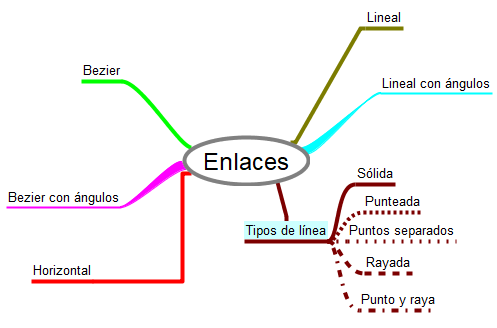 Lineal
Bezier
Lineal con ángulos
Enlaces
Sólida
Bezier con ángulos
Punteada
Tipos de línea
Puntos separados
Rayada
Horizontal
Punto y raya